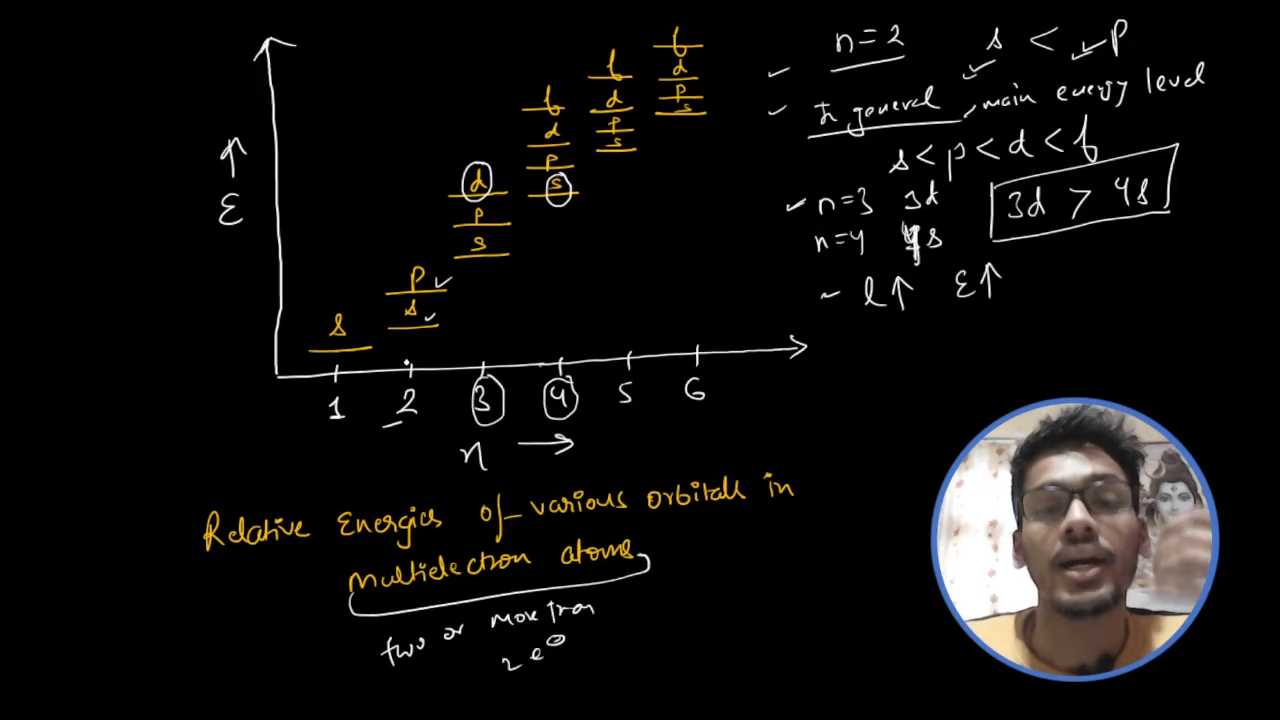 f
f d
f d p
d p s
d p s
p s
s
p
s
s
ε ↑
1 2 3 4 5 6
n →
Relative Energies of various orbitals in
multielectron atoms
two or more than
2 e⊖
n = 2 s < p
In general, main energy level
s < p < d < f
n=3 3d
3d > 4s
n=4 4s
l↑ ε↑